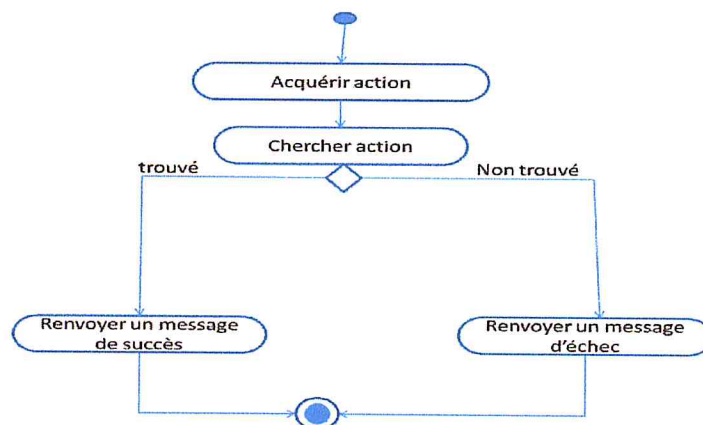 Acquérir action
Chercher action
trouvé
Non trouvé
Renvoyer un message
de succès
Renvoyer un message
d'échec